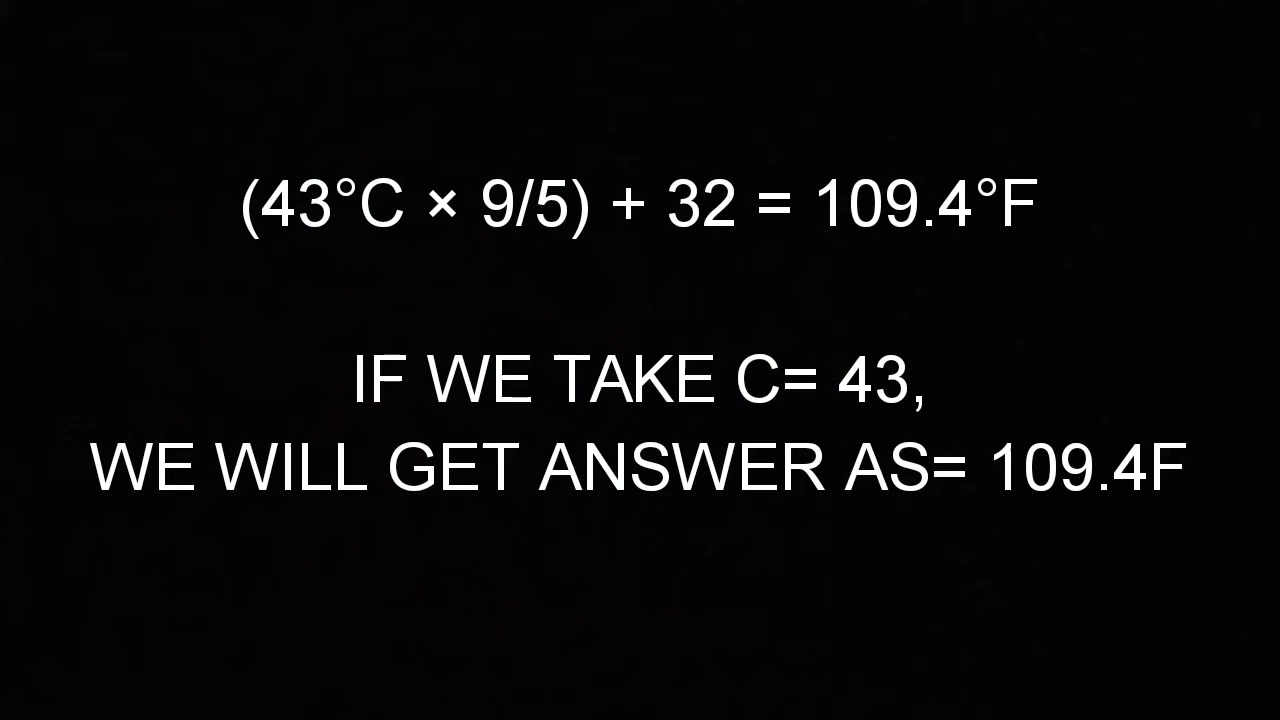 (43°C × 9/5) + 32 = 109.4°F
IF WE TAKE C= 43,
WE WILL GET ANSWER AS= 109.4F